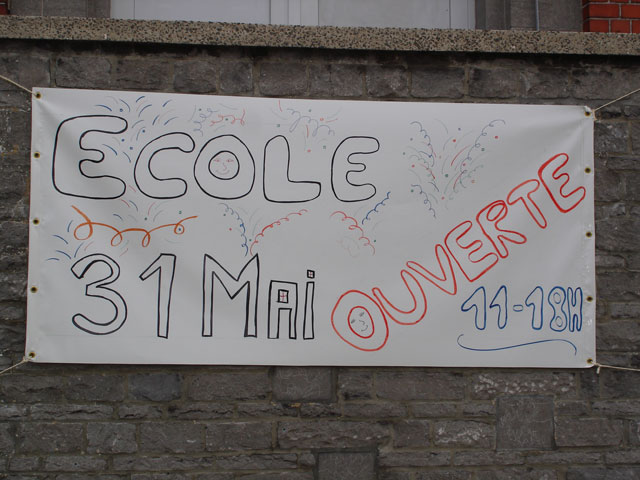 ECOLE
31 MAi
OUVERTE
11-18H